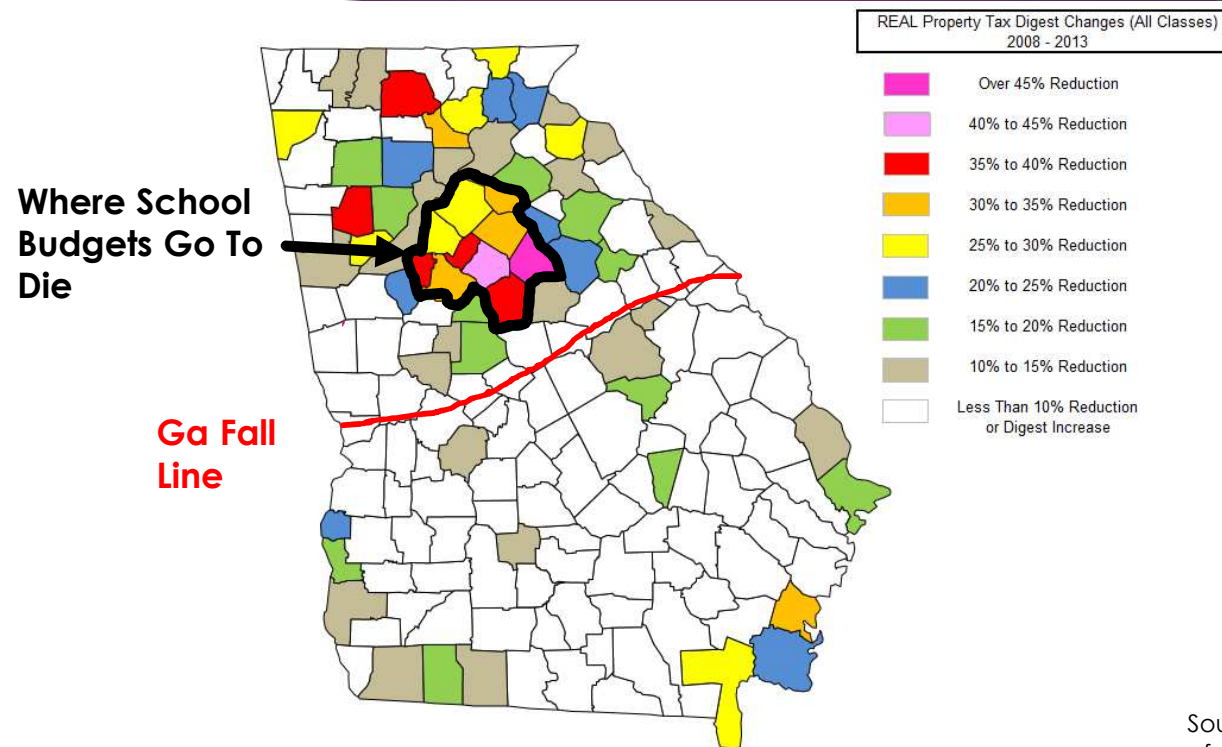 REAL Property Tax Digest Changes (All Classes)
2008 - 2013
Over 45% Reduction
40% to 45% Reduction
35% to 40% Reduction
30% to 35% Reduction
25% to 30% Reduction
20% to 25% Reduction
15% to 20% Reduction
10% to 15% Reduction
Less Than 10% Reduction
or Digest Increase
Where School
Budgets Go To
Die
Ga Fall
Line
Sou